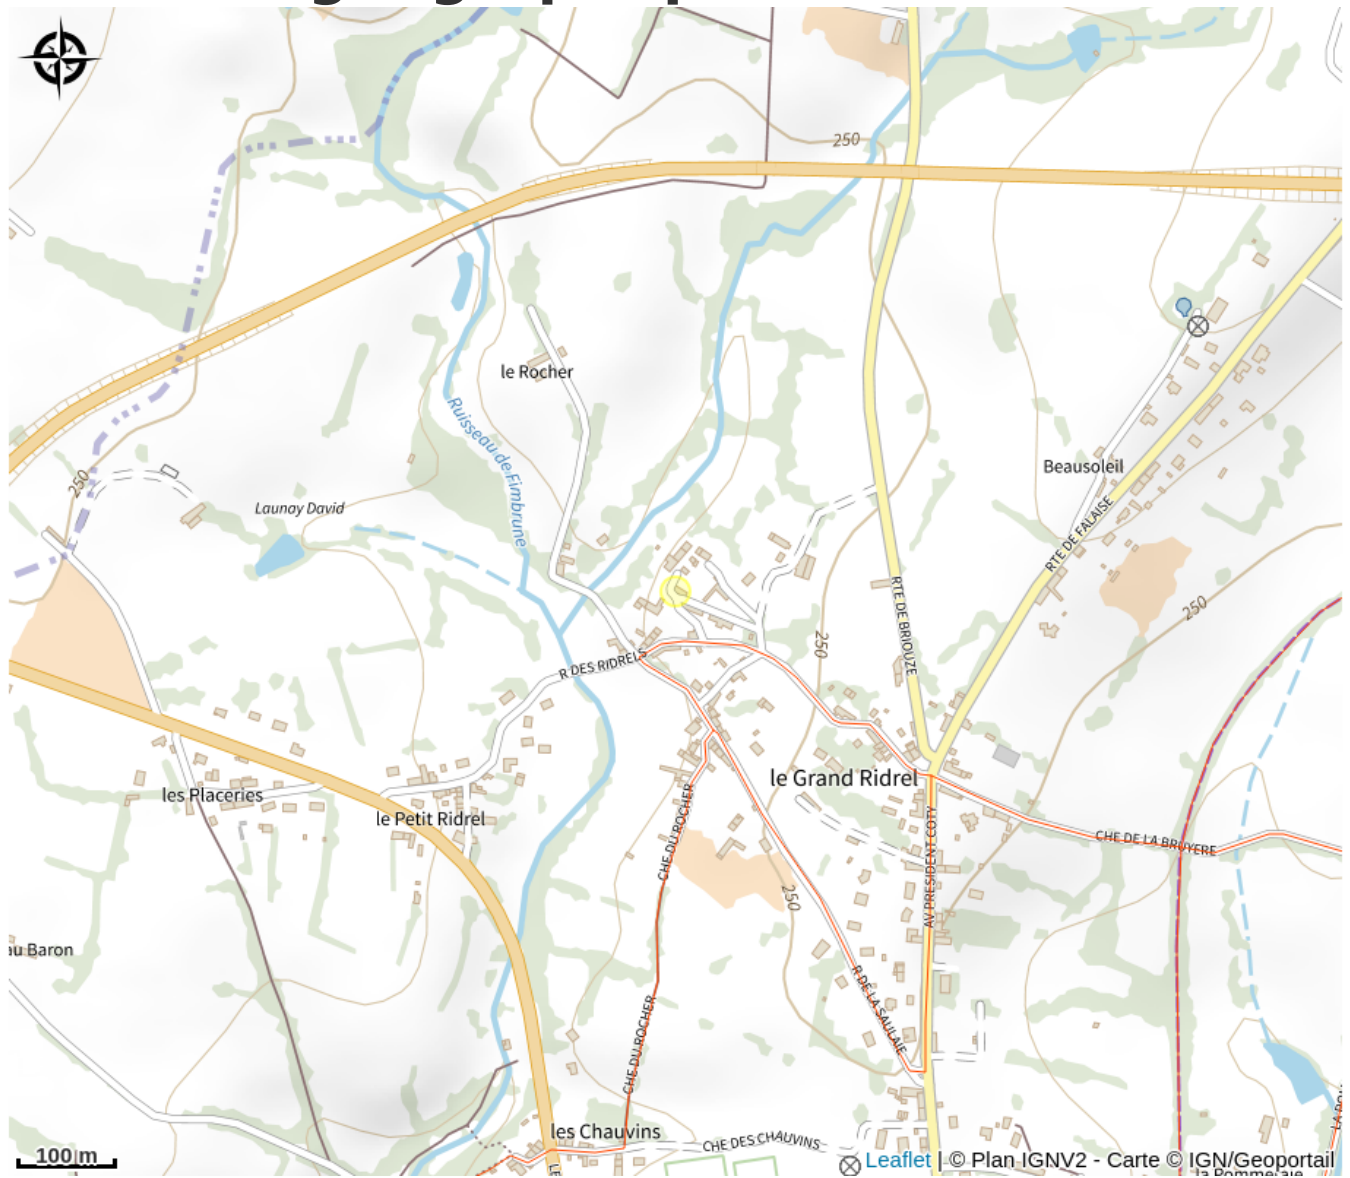 250
le Rocher
Ruisseau de Fimbrune
Beausoleil
250
Launay David
RTE DE FALAISE
RTE DE BRIOUZE
250
250
R DES RIDRELS
le Grand Ridrel
les Placeries
le Petit Ridrel
CHE DU ROCHER
AV PRESIDENT COTY
CHE DE LA BRUYERE
250
au Baron
R DE LA SAULAIE
CHE DU ROCHER
les Chauvins
CHE DES CHAUVINS
100 m
Leaflet | © Plan IGNV2 - Carte © IGN/Geoportail
la Pommeraie